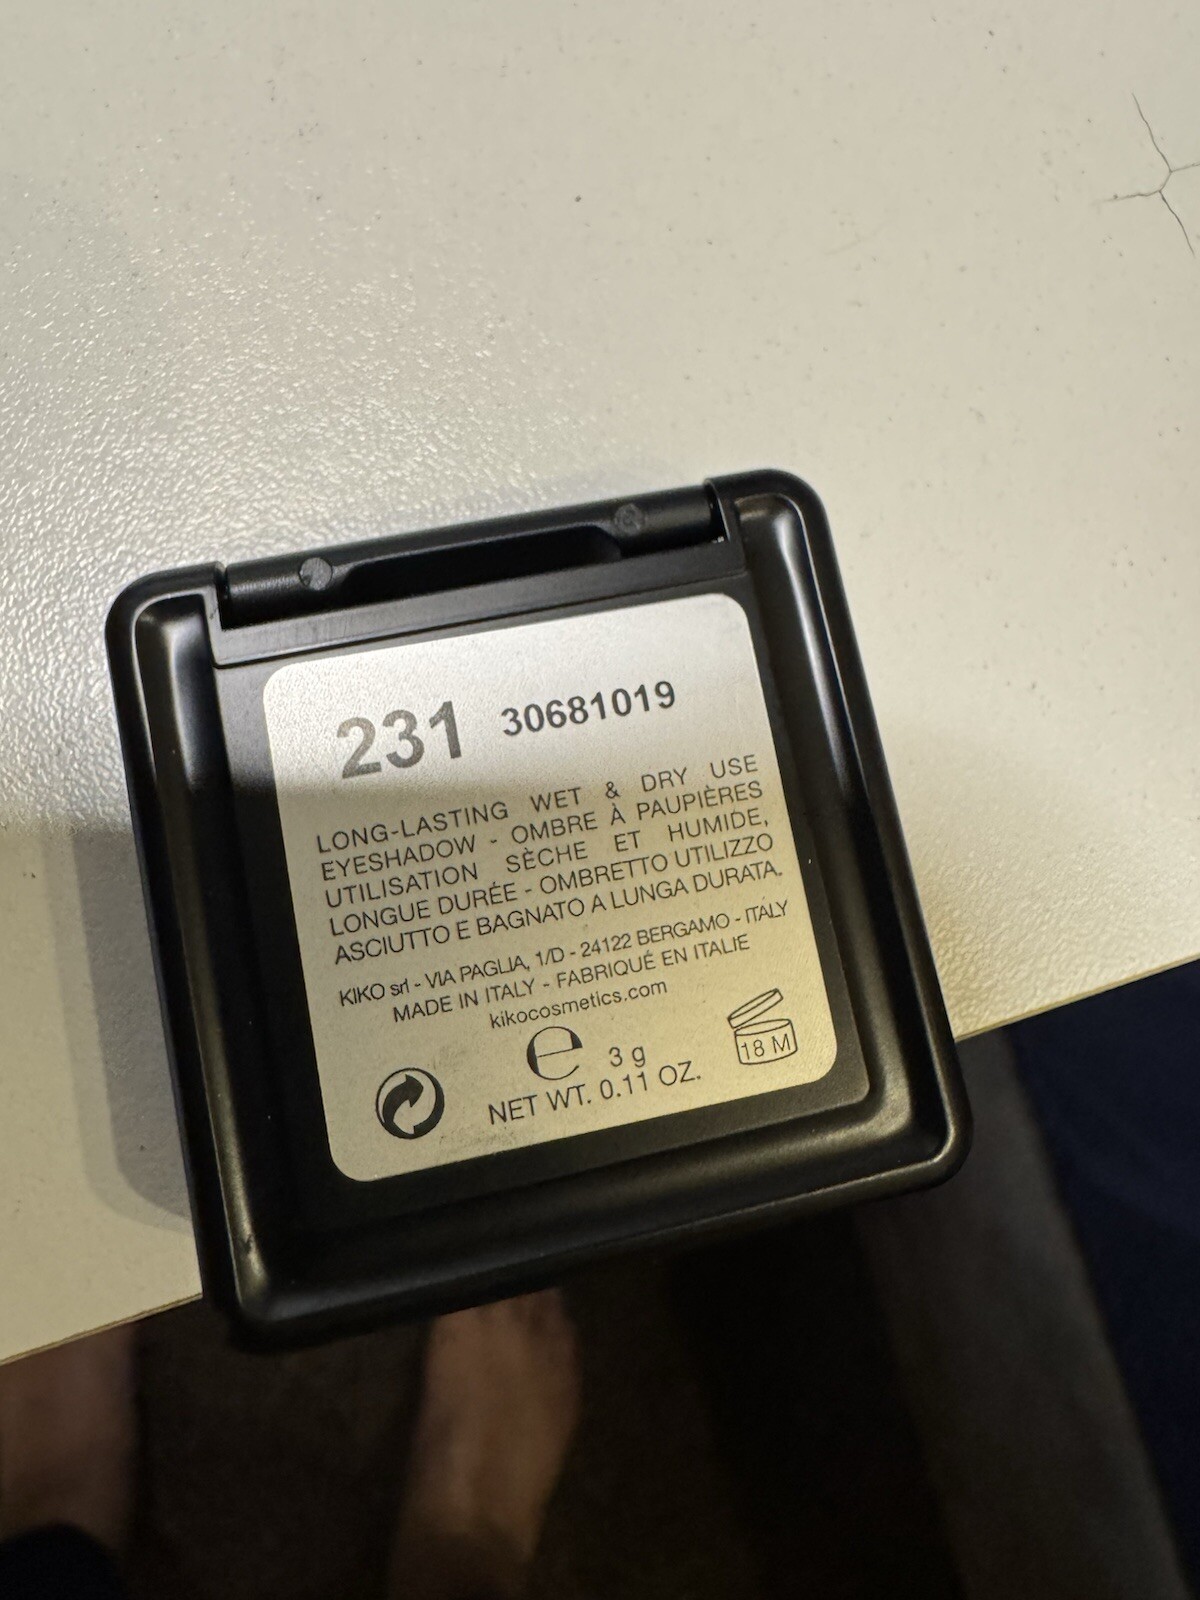 231 30681019
LONG-LASTING WET & DRY USE
EYESHADOW - OMBRE À PAUPIÈRES
UTILISATION SÈCHE ET HUMIDE,
LONGUE DURÉE - OMBRETTO UTILIZZO
ASCIUTTO E BAGNATO A LUNGA DURATA.
KIKO srl - VIA PAGLIA, 1/D - 24122 BERGAMO - ITALY
MADE IN ITALY - FABRIQUÉ EN ITALIE
kikocosmetics.com
℮ 3 g
18 M
NET WT. 0.11 OZ.